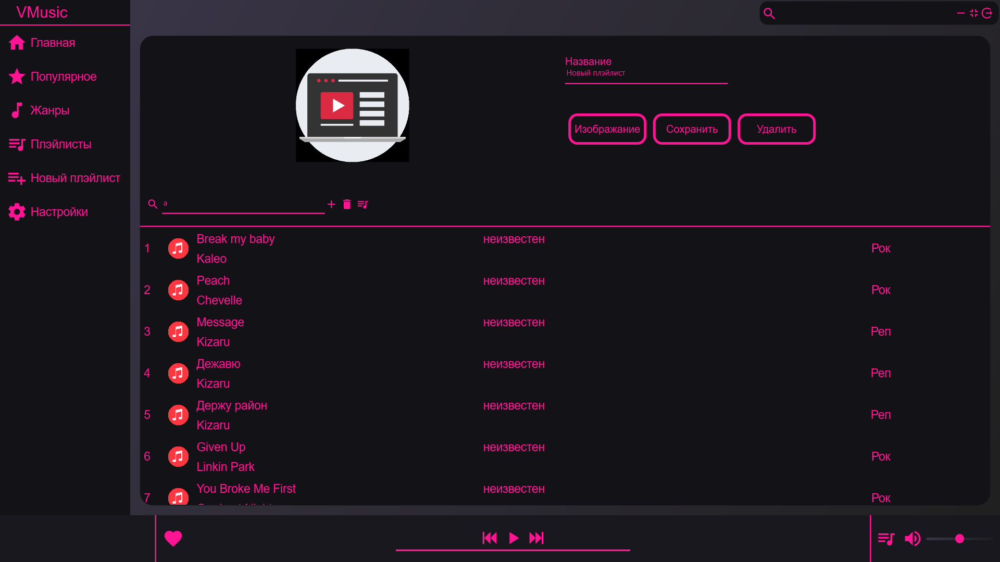 VMusic
Главная
Популярное
Жанры
Плэйлисты
Новый плэйлист
Настройки
Название
Новый плэйлист
Изображание
Сохранить
Удалить
а
1
Break my baby
Kaleo
неизвестен
Рок
2
Peach
Chevelle
неизвестен
Рок
3
Message
Kizaru
неизвестен
Реп
4
Дежавю
Kizaru
неизвестен
Реп
5
Держу район
Kizaru
неизвестен
Реп
6
Given Up
Linkin Park
неизвестен
Рок
7
You Broke Me First
неизвестен
Рок